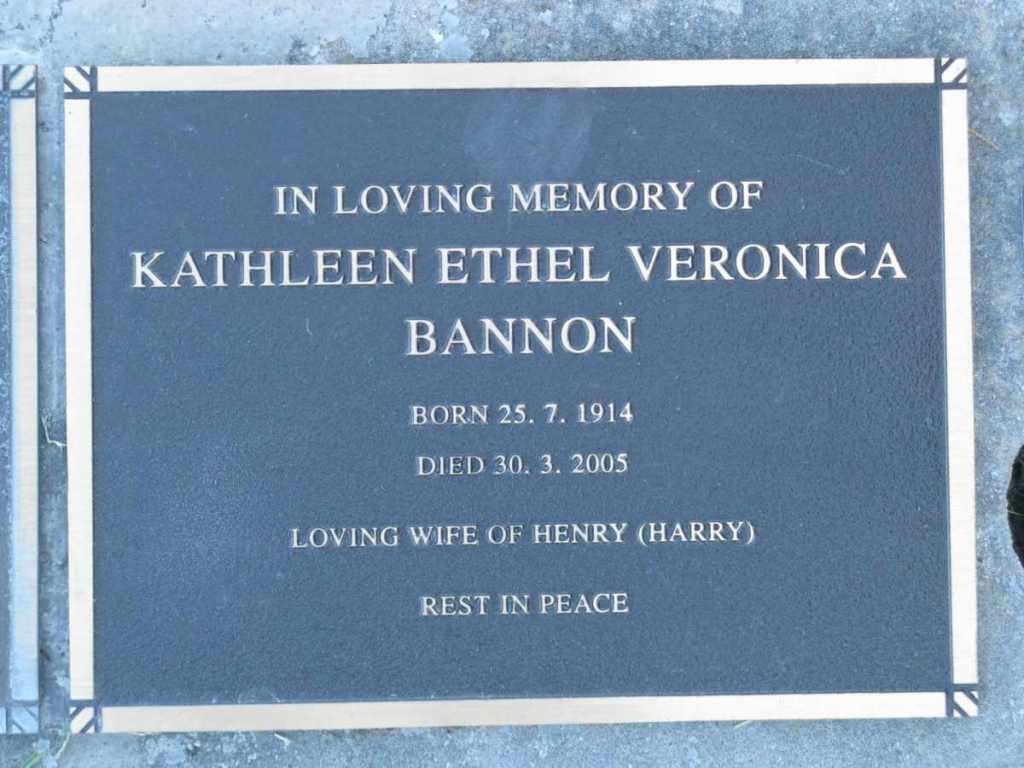 IN LOVING MEMORY OF
KATHLEEN ETHEL VERONICA
BANNON
BORN 25. 7. 1914
DIED 30. 3. 2005
LOVING WIFE OF HENRY (HARRY)
REST IN PEACE